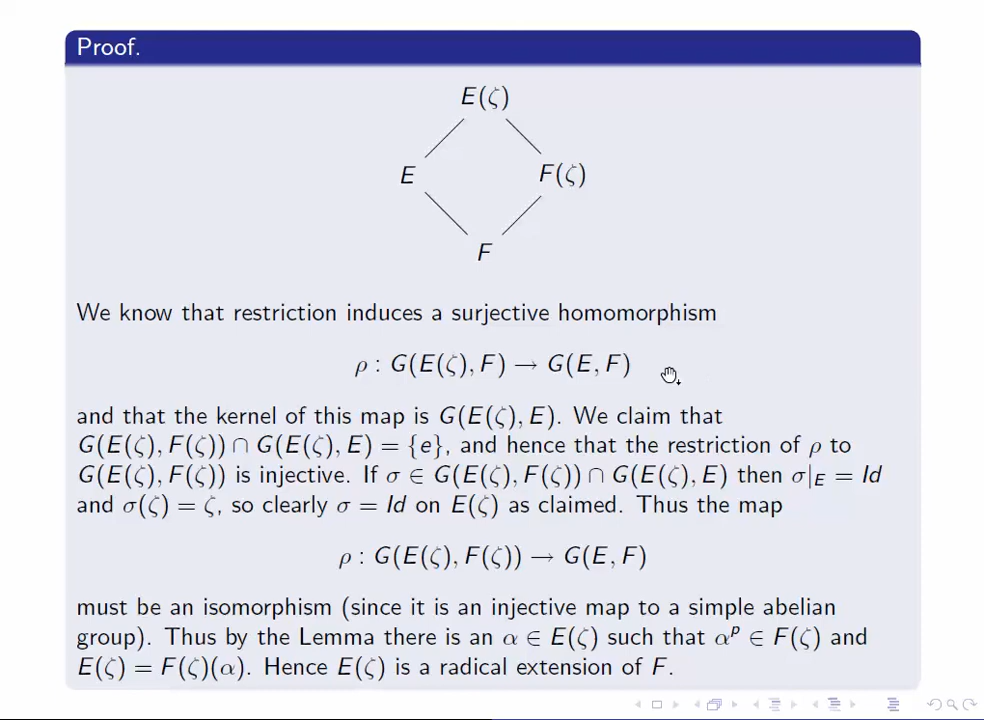 Proof.
E(ζ)
E F(ζ)
F
We know that restriction induces a surjective homomorphism
ρ : G(E(ζ), F) → G(E, F)
and that the kernel of this map is G(E(ζ), E). We claim that
G(E(ζ), F(ζ)) ∩ G(E(ζ), E) = {e}, and hence that the restriction of ρ to
G(E(ζ), F(ζ)) is injective. If σ ∈ G(E(ζ), F(ζ)) ∩ G(E(ζ), E) then σ|_E = Id
and σ(ζ) = ζ, so clearly σ = Id on E(ζ) as claimed. Thus the map
ρ : G(E(ζ), F(ζ)) → G(E, F)
must be an isomorphism (since it is an injective map to a simple abelian
group). Thus by the Lemma there is an α ∈ E(ζ) such that α^p ∈ F(ζ) and
E(ζ) = F(ζ)(α). Hence E(ζ) is a radical extension of F.